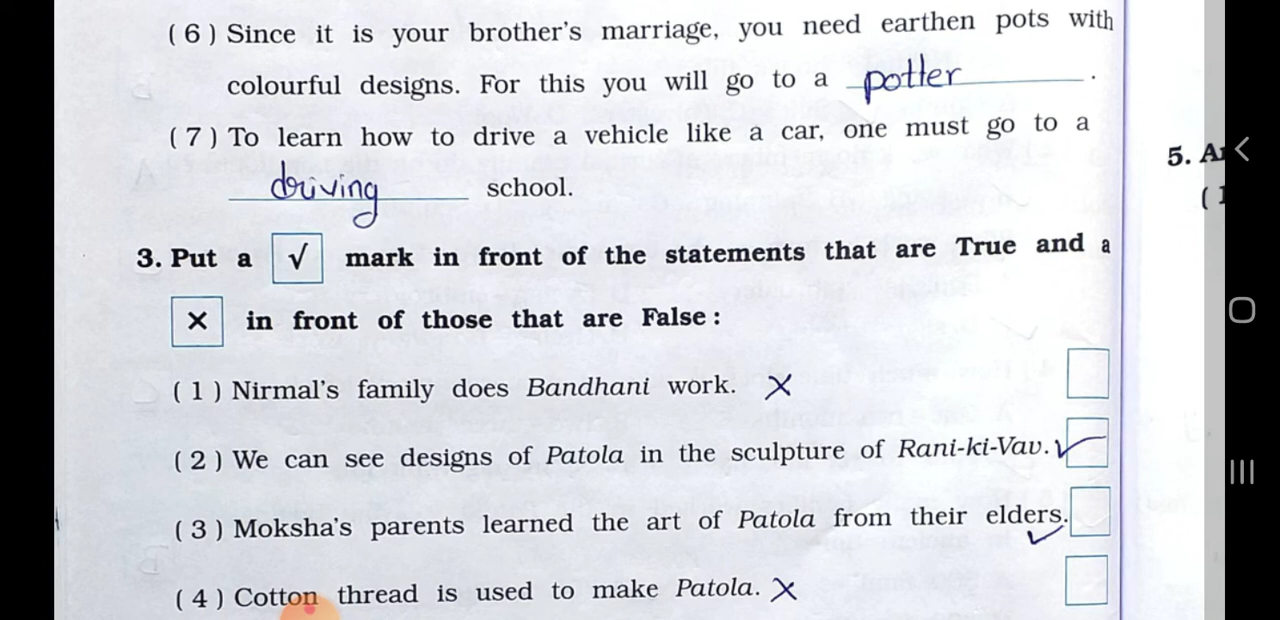 ( 6 ) Since it is your brother's marriage, you need earthen pots with
colourful designs. For this you will go to a potter .
( 7 ) To learn how to drive a vehicle like a car, one must go to a
driving school.
5. A
( 1
3. Put a √ mark in front of the statements that are True and a
× in front of those that are False :
( 1 ) Nirmal's family does Bandhani work. ×
( 2 ) We can see designs of Patola in the sculpture of Rani-ki-Vav. ✓
( 3 ) Moksha's parents learned the art of Patola from their elders. ✓
( 4 ) Cotton thread is used to make Patola. ×